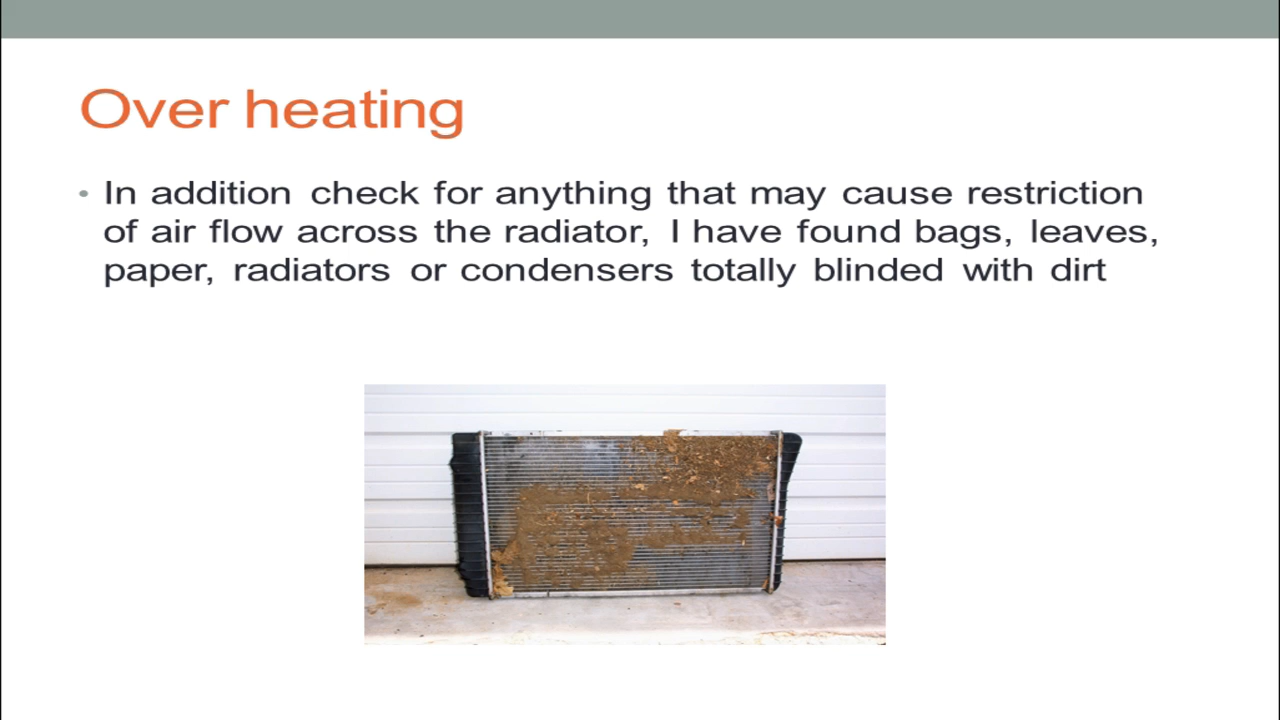 Over heating
• In addition check for anything that may cause restriction
of air flow across the radiator, I have found bags, leaves,
paper, radiators or condensers totally blinded with dirt